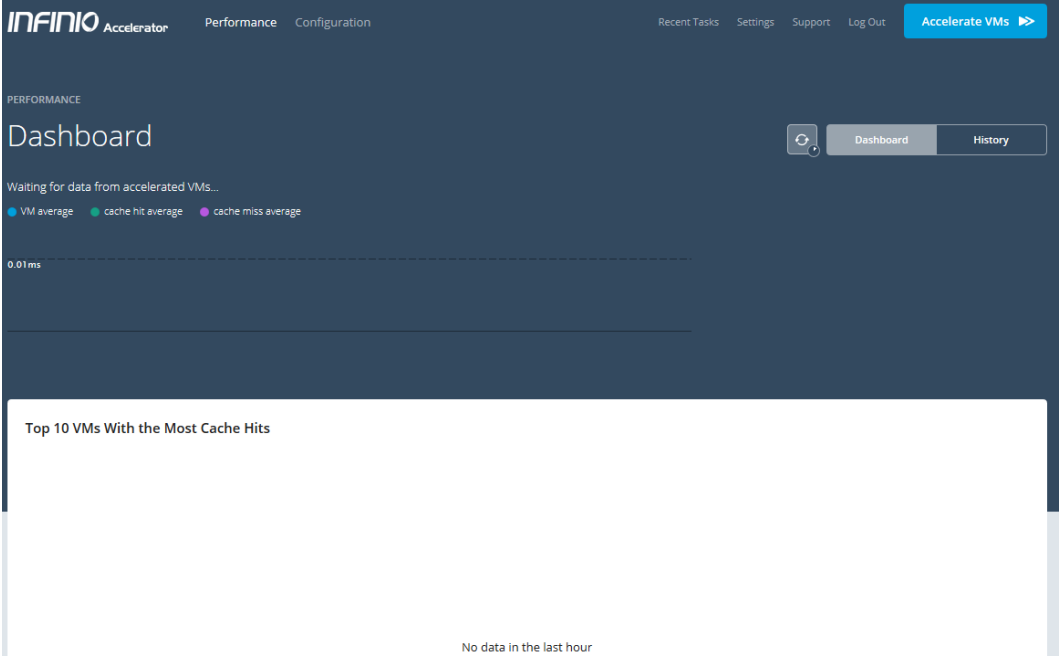 INFINIO Accelerator Performance Configuration Recent Tasks Settings Support Log Out Accelerate VMs
PERFORMANCE
Dashboard
Dashboard History
Waiting for data from accelerated VMs...
VM average cache hit average cache miss average
0.01ms
Top 10 VMs With the Most Cache Hits
No data in the last hour